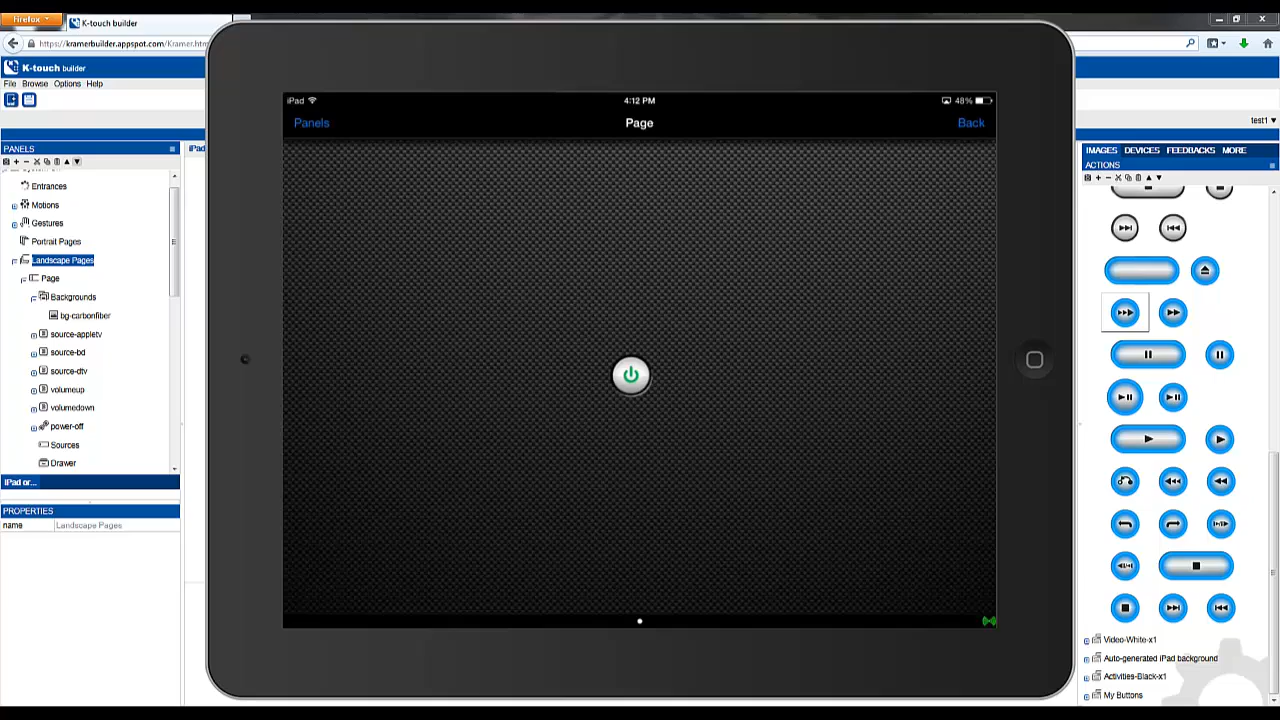 Firefox
K-touch builder
https://kramerbuilder.appspot.com/Kramer.htm
K-touch builder
File Browse Options Help
test1
PANELS
iPad
Entrances
Motions
Gestures
Portrait Pages
Landscape Pages
Page
Backgrounds
bg-carbonfiber
source-appletv
source-bd
source-dtv
volumeup
volumedown
power-off
Sources
Drawer
iPad or...
PROPERTIES
name Landscape Pages
iPad 4:12 PM 48%
Panels Page Back
IMAGES DEVICES FEEDBACKS MORE
ACTIONS
Video-White-x1
Auto-generated iPad background
Activities-Black-x1
My Buttons